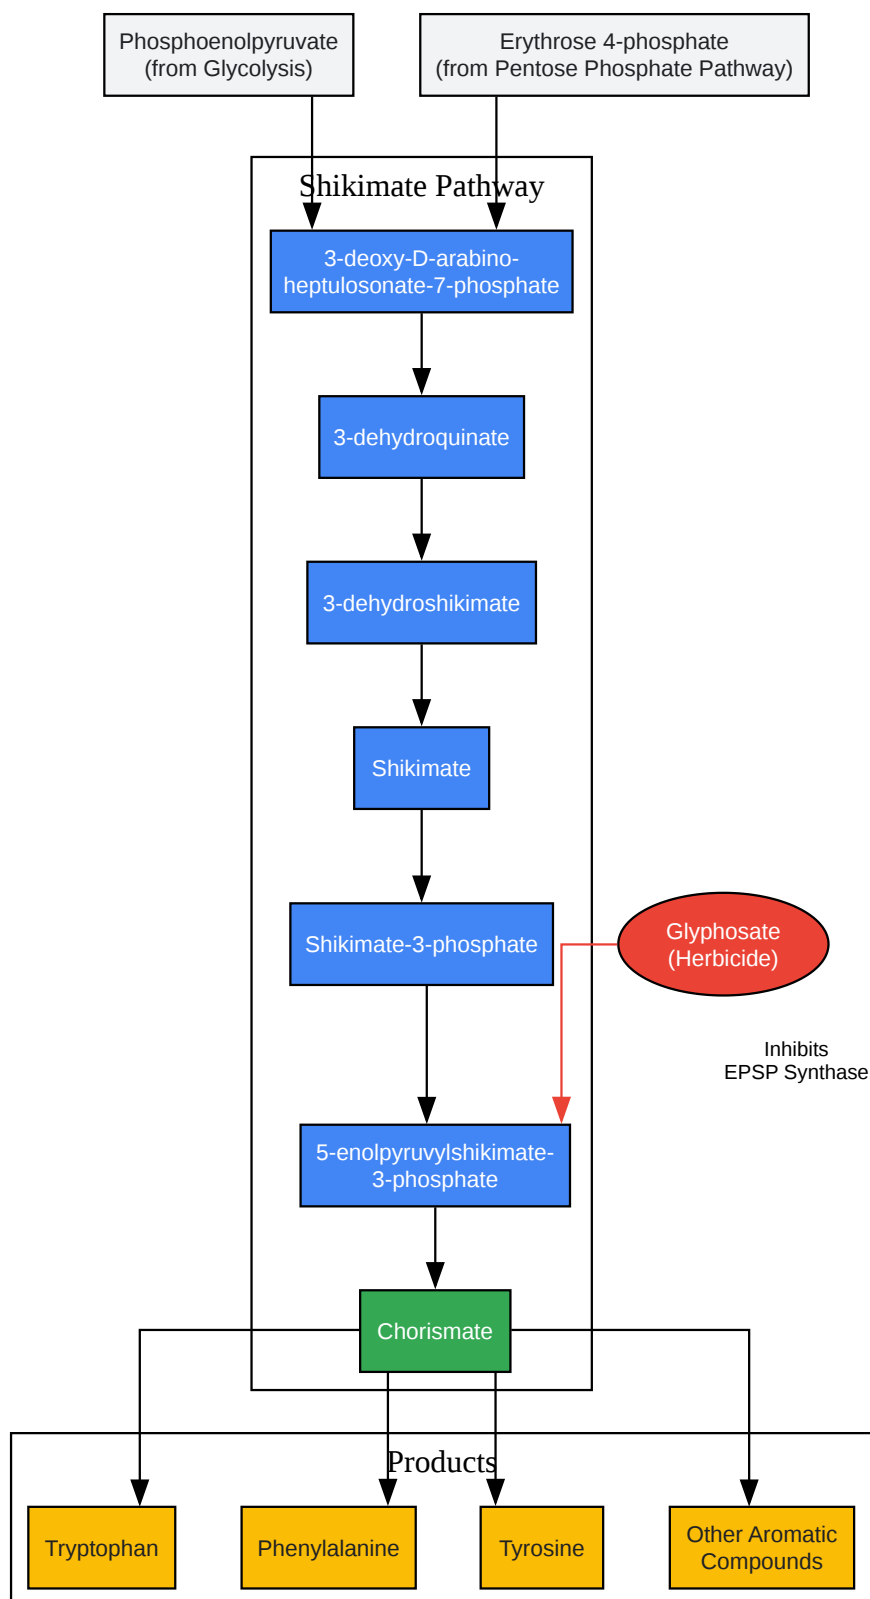 Phosphoenolpyruvate
(from Glycolysis)
Erythrose 4-phosphate
(from Pentose Phosphate Pathway)
Shikimate Pathway
3-deoxy-D-arabino-
heptulosonate-7-phosphate
3-dehydroquinate
3-dehydroshikimate
Shikimate
Shikimate-3-phosphate
Glyphosate
(Herbicide)
Inhibits
EPSP Synthase
5-enolpyruvylshikimate-
3-phosphate
Chorismate
Products
Tryptophan
Phenylalanine
Tyrosine
Other Aromatic
Compounds